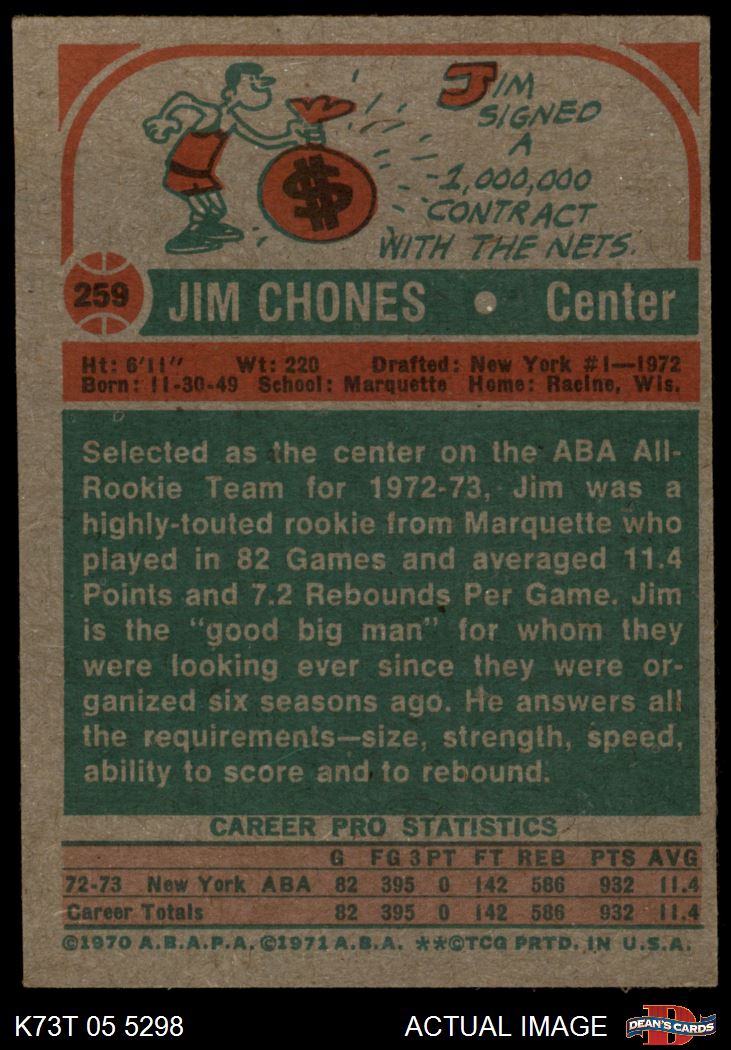 JIM
SIGNED
A
1,000,000
CONTRACT
WITH THE NETS.
$
259 JIM CHONES • Center
Ht: 6'11" Wt: 220 Drafted: New York #1—1972
Born: 11-30-49 School: Marquette Home: Racine, Wis.
Selected as the center on the ABA All-
Rookie Team for 1972-73, Jim was a
highly-touted rookie from Marquette who
played in 82 Games and averaged 11.4
Points and 7.2 Rebounds Per Game. Jim
is the "good big man" for whom they
were looking ever since they were or-
ganized six seasons ago. He answers all
the requirements—size, strength, speed,
ability to score and to rebound.
CAREER PRO STATISTICS
G FG 3PT FT REB PTS AVG
72-73 New York ABA 82 395 0 142 586 932 11.4
Career Totals 82 395 0 142 586 932 11.4
©1970 A.B.A.P.A. ©1971 A.B.A. **©TCG PRTD. IN U.S.A.
K73T 05 5298 ACTUAL IMAGE D DEAN'S CARDS